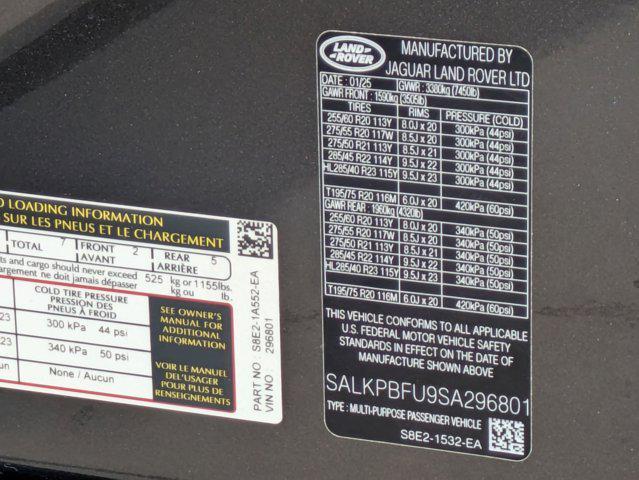 D LOADING INFORMATION
SUR LES PNEUS ET LE CHARGEMENT
TOTAL 7 FRONT 2 REAR 5
AVANT ARRIÈRE
ts and cargo should never exceed 525 kg or 1155lbs.
argement ne doit jamais dépasser kg ou lb.
COLD TIRE PRESSURE
PRESSION DES
PNEUS À FROID
23 300 kPa 44 psi
23 340 kPa 50 psi
un None / Aucun
SEE OWNER'S
MANUAL FOR
ADDITIONAL
INFORMATION
VOIR LE MANUEL
DEL'USAGER
POUR PLUS DE
RENSEIGNEMENTS
PART NO : S8E2-1A552-EA
VIN NO : 296801
LAND
ROVER
MANUFACTURED BY
JAGUAR LAND ROVER LTD
DATE : 01/25 GVWR : 3380kg (7450lb)
GAWR FRONT : 1590kg (3505lb)
TIRES RIMS PRESSURE (COLD)
255/60 R20 113Y 8.0J x 20 300kPa (44psi)
275/55 R20 117W 8.5J x 20 300kPa (44psi)
275/50 R21 113Y 8.5J x 21 300kPa (44psi)
285/45 R22 114Y 9.5J x 22 300kPa (44psi)
HL285/40 R23 115Y 9.5J x 23 300kPa (44psi)
T195/75 R20 116M 6.0J x 20 420kPa (60psi)
GAWR REAR : 1960kg (4320lb)
255/60 R20 113Y 8.0J x 20 340kPa (50psi)
275/55 R20 117W 8.5J x 20 340kPa (50psi)
275/50 R21 113Y 8.5J x 21 340kPa (50psi)
285/45 R22 114Y 9.5J x 22 340kPa (50psi)
HL285/40 R23 115Y 9.5J x 23 340kPa (50psi)
T195/75 R20 116M 6.0J x 20 420kPa (60psi)
THIS VEHICLE CONFORMS TO ALL APPLICABLE
U.S. FEDERAL MOTOR VEHICLE SAFETY
STANDARDS IN EFFECT ON THE DATE OF
MANUFACTURE SHOWN ABOVE
SALKPBFU9SA296801
TYPE : MULTI-PURPOSE PASSENGER VEHICLE
S8E2-1532-EA